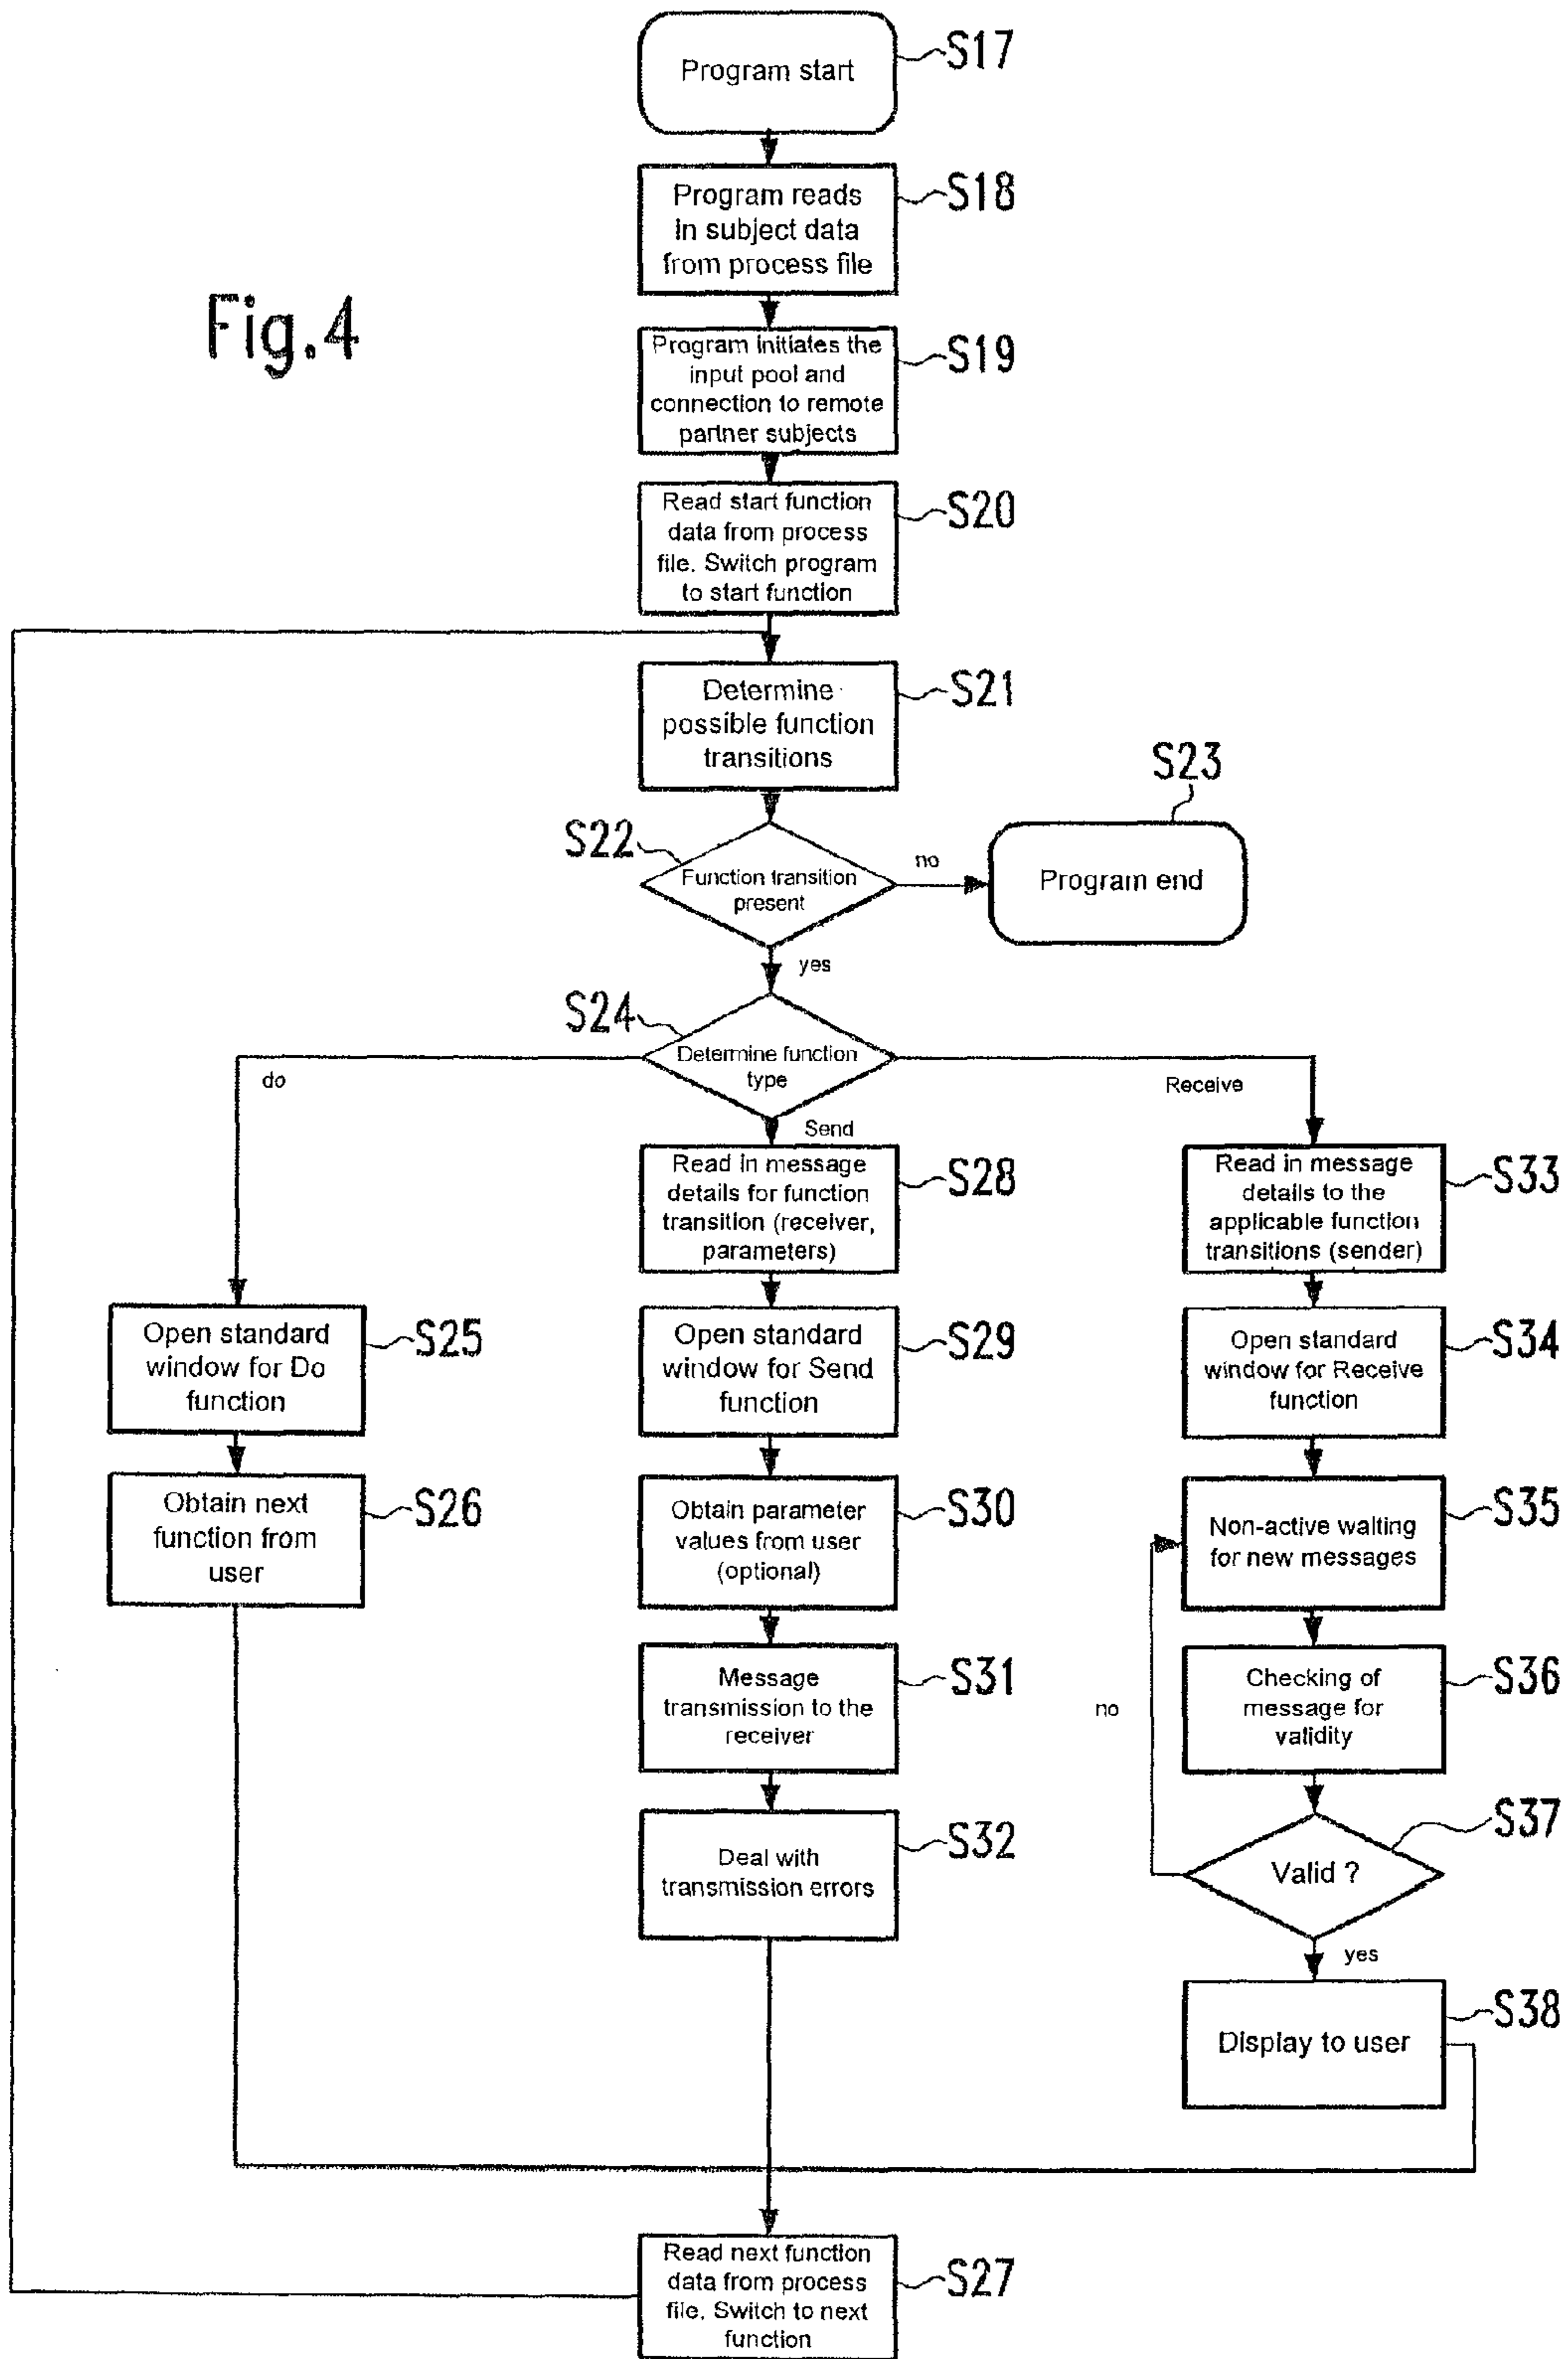 Fig.4
Program start
S17
Program reads
in subject data
from process file
S18
Program initiates the
input pool and
connection to remote
partner subjects
S19
Read start function
data from process
file. Switch program
to start function
S20
Determine
possible function
transitions
S21
S22
Function transition
present
no
S23
Program end
yes
S24
Determine function
type
do
Send
Receive
Read in message
details for function
transition (receiver,
parameters)
S28
Read in message
details to the
applicable function
transitions (sender)
S33
Open standard
window for Do
function
S25
Open standard
window for Send
function
S29
Open standard
window for Receive
function
S34
Obtain next
function from
user
S26
Obtain parameter
values from user
(optional)
S30
Non-active waiting
for new messages
S35
Message
transmission to the
receiver
S31
Checking of
message for
validity
S36
no
Deal with
transmission errors
S32
Valid ?
S37
yes
Display to user
S38
Read next function
data from process
file. Switch to next
function
S27